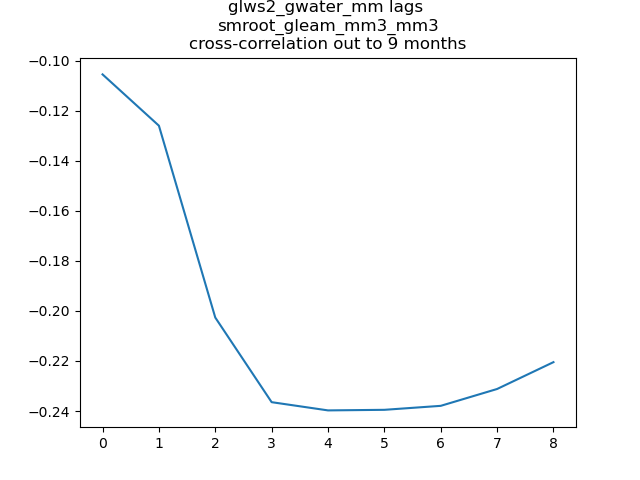 glws2_gwater_mm lags
smroot_gleam_mm3_mm3
cross-correlation out to 9 months
−0.10
−0.12
−0.14
−0.16
−0.18
−0.20
−0.22
−0.24
0 1 2 3 4 5 6 7 8